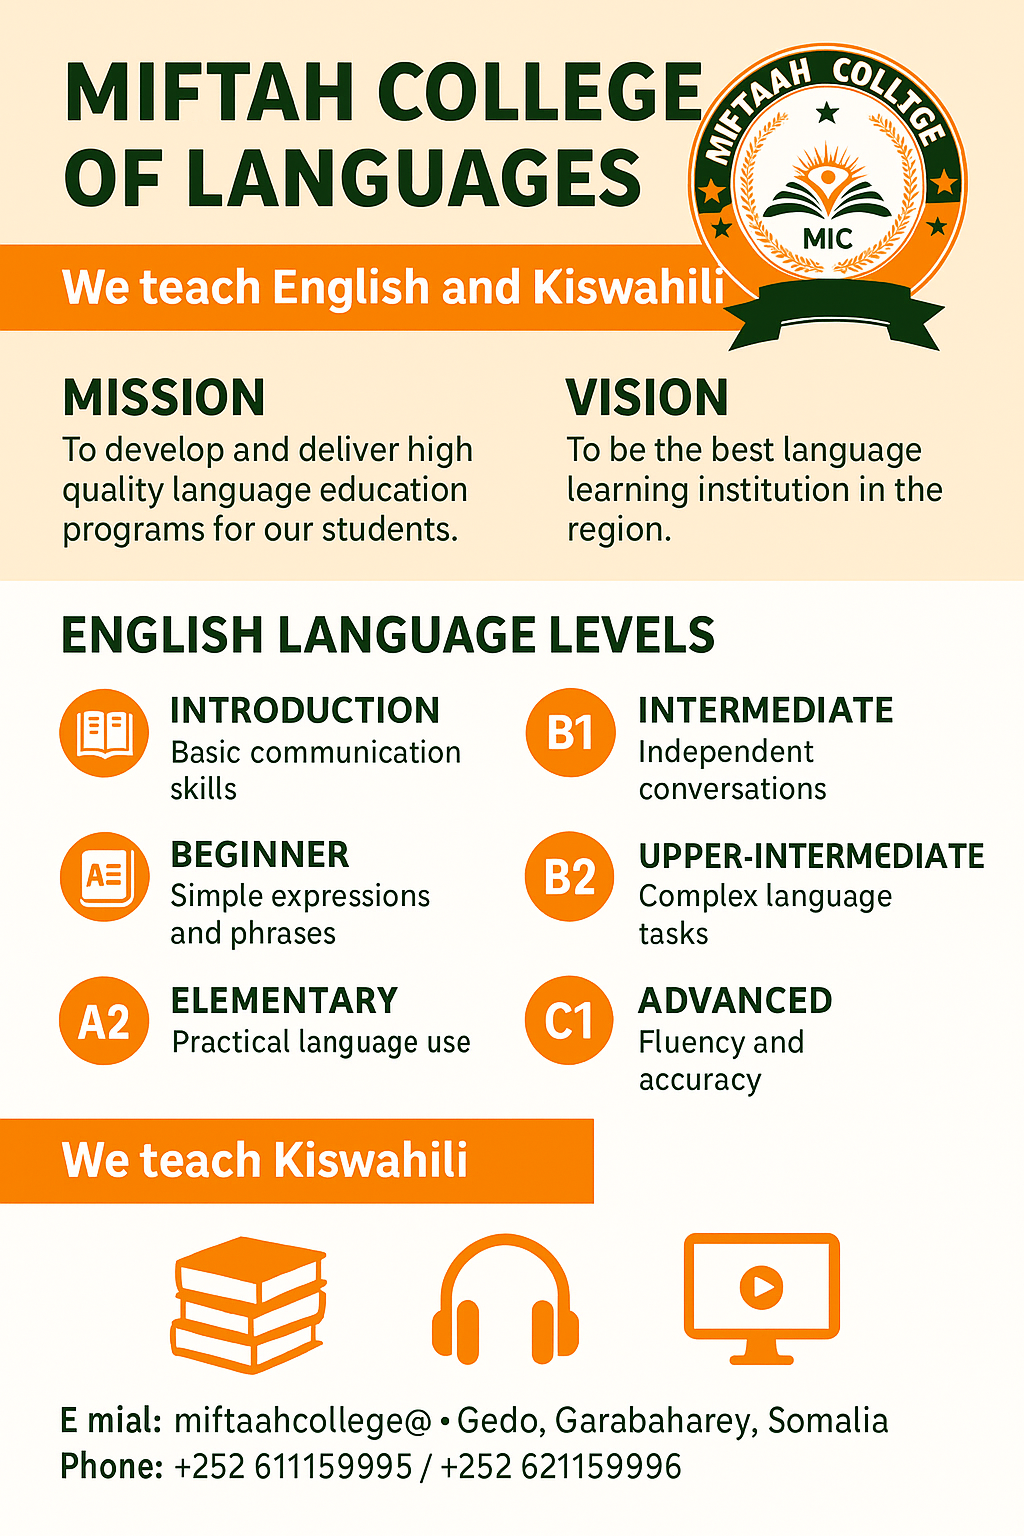 MIFTAH COLLEGE
OF LANGUAGES
MIFTAAH COLLTGE
MIC
We teach English and Kiswahili
MISSION
To develop and deliver high
quality language education
programs for our students.
VISION
To be the best language
learning institution in the
region.
ENGLISH LANGUAGE LEVELS
INTRODUCTION
Basic communication
skills
AE
BEGINNER
Simple expressions
and phrases
A2
ELEMENTARY
Practical language use
B1
INTERMEDIATE
Independent
conversations
B2
UPPER-INTERMEDIATE
Complex language
tasks
C1
ADVANCED
Fluency and
accuracy
We teach Kiswahili
E mial: miftaahcollege@ • Gedo, Garabaharey, Somalia
Phone: +252 611159995 / +252 621159996